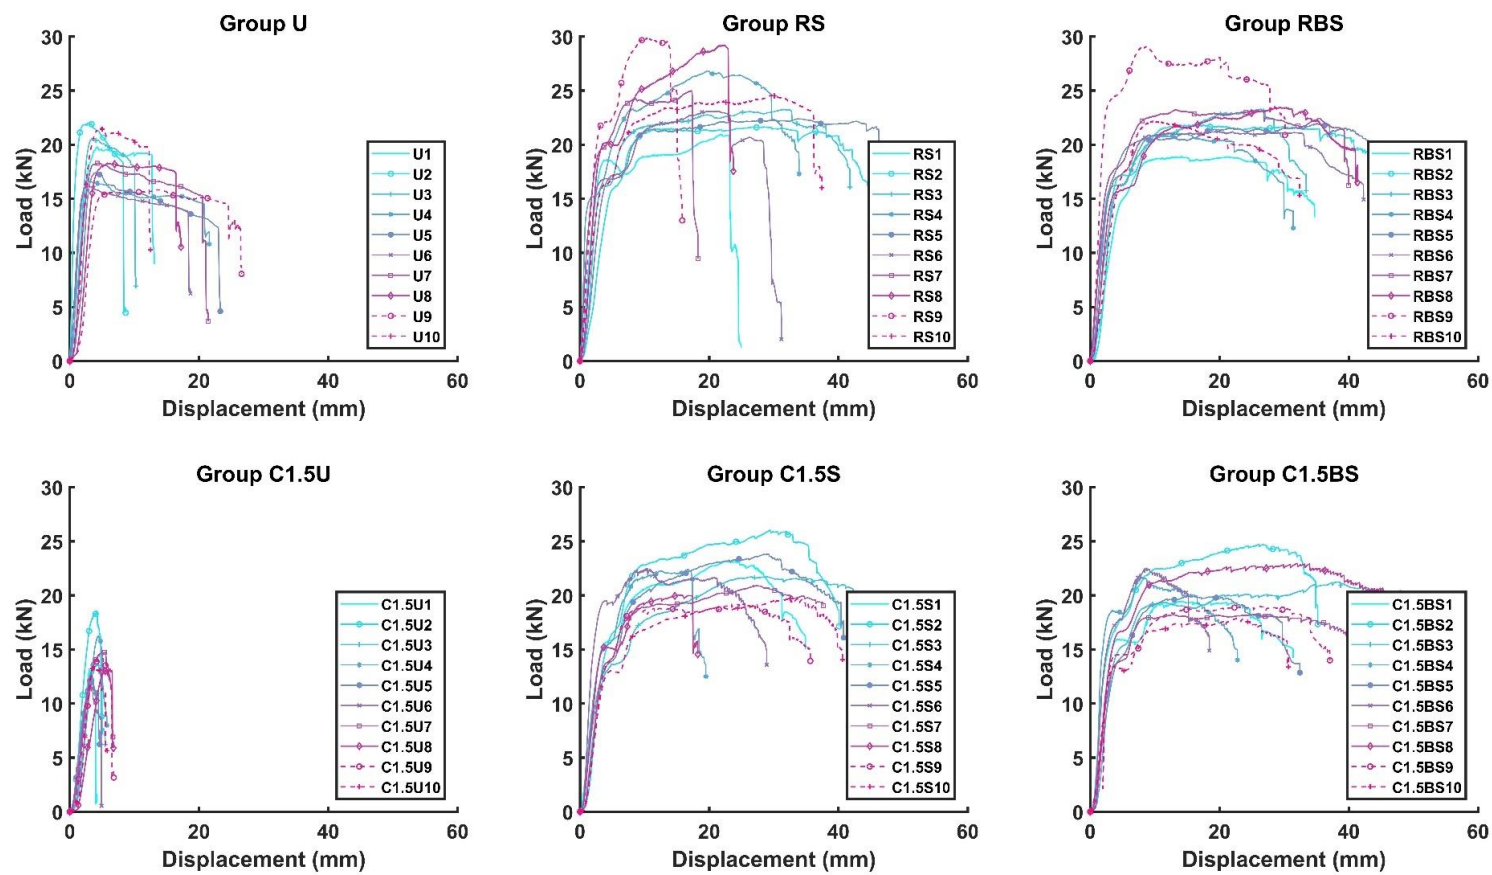 Group U
30
25
20
15
10
5
0
Load (kN)
0 20 40 60
Displacement (mm)
U1
U2
U3
U4
U5
U6
U7
U8
U9
U10
Group RS
30
25
20
15
10
5
0
Load (kN)
0 20 40 60
Displacement (mm)
RS1
RS2
RS3
RS4
RS5
RS6
RS7
RS8
RS9
RS10
Group RBS
30
25
20
15
10
5
0
Load (kN)
0 20 40 60
Displacement (mm)
RBS1
RBS2
RBS3
RBS4
RBS5
RBS6
RBS7
RBS8
RBS9
RBS10
Group C1.5U
30
25
20
15
10
5
0
Load (kN)
0 20 40 60
Displacement (mm)
C1.5U1
C1.5U2
C1.5U3
C1.5U4
C1.5U5
C1.5U6
C1.5U7
C1.5U8
C1.5U9
C1.5U10
Group C1.5S
30
25
20
15
10
5
0
Load (kN)
0 20 40 60
Displacement (mm)
C1.5S1
C1.5S2
C1.5S3
C1.5S4
C1.5S5
C1.5S6
C1.5S7
C1.5S8
C1.5S9
C1.5S10
Group C1.5BS
30
25
20
15
10
5
0
Load (kN)
0 20 40 60
Displacement (mm)
C1.5BS1
C1.5BS2
C1.5BS3
C1.5BS4
C1.5BS5
C1.5BS6
C1.5BS7
C1.5BS8
C1.5BS9
C1.5BS10